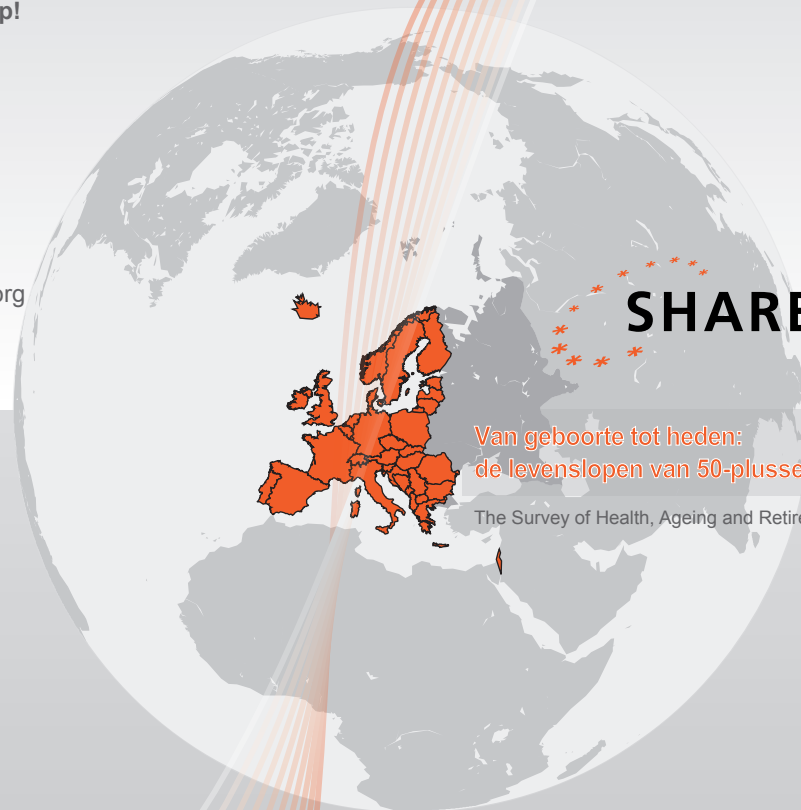 p!
org
SHARE
Van geboorte tot heden:
de levenslopen van 50-plusse
The Survey of Health, Ageing and Retire